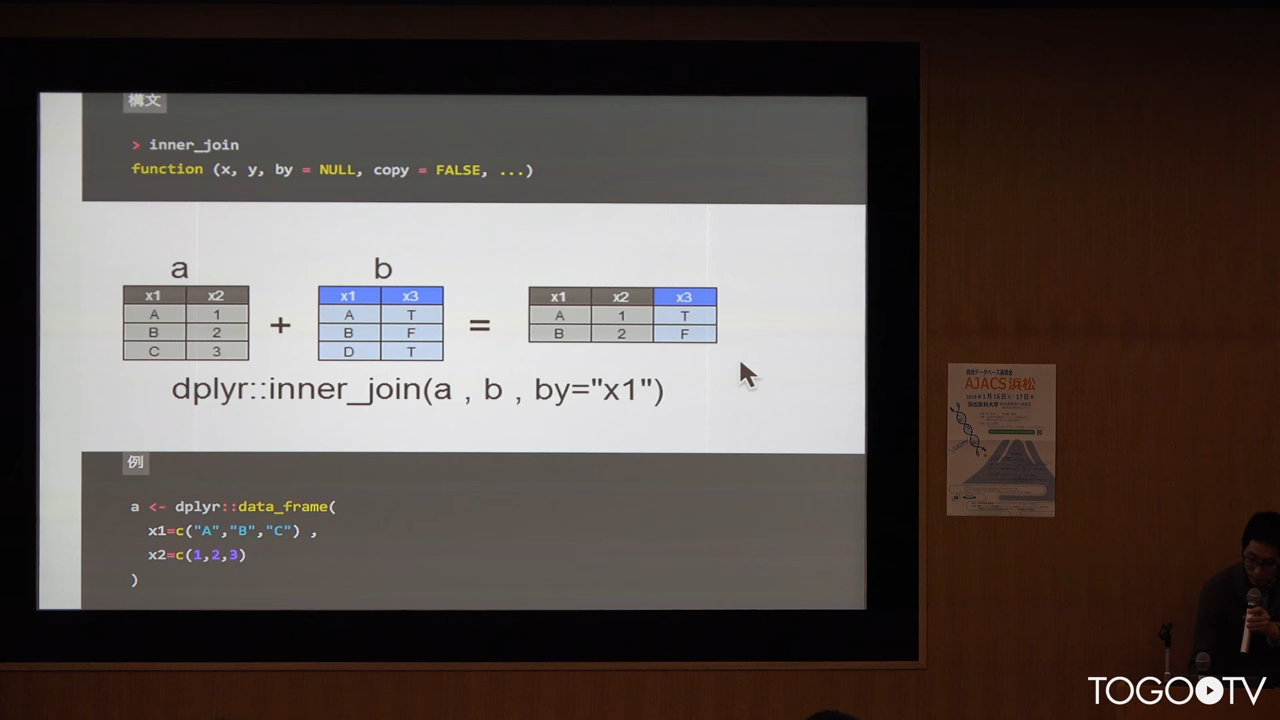 構文
> inner_join
function (x, y, by = NULL, copy = FALSE, ...)
a
b
x1 x2
A 1
B 2
C 3
+
x1 x3
A T
B F
D T
=
x1 x2 x3
A 1 T
B 2 F
dplyr::inner_join(a , b , by="x1")
例
a <- dplyr::data_frame(
x1=c("A","B","C") ,
x2=c(1,2,3)
)
AJACS浜松
TOGOTV